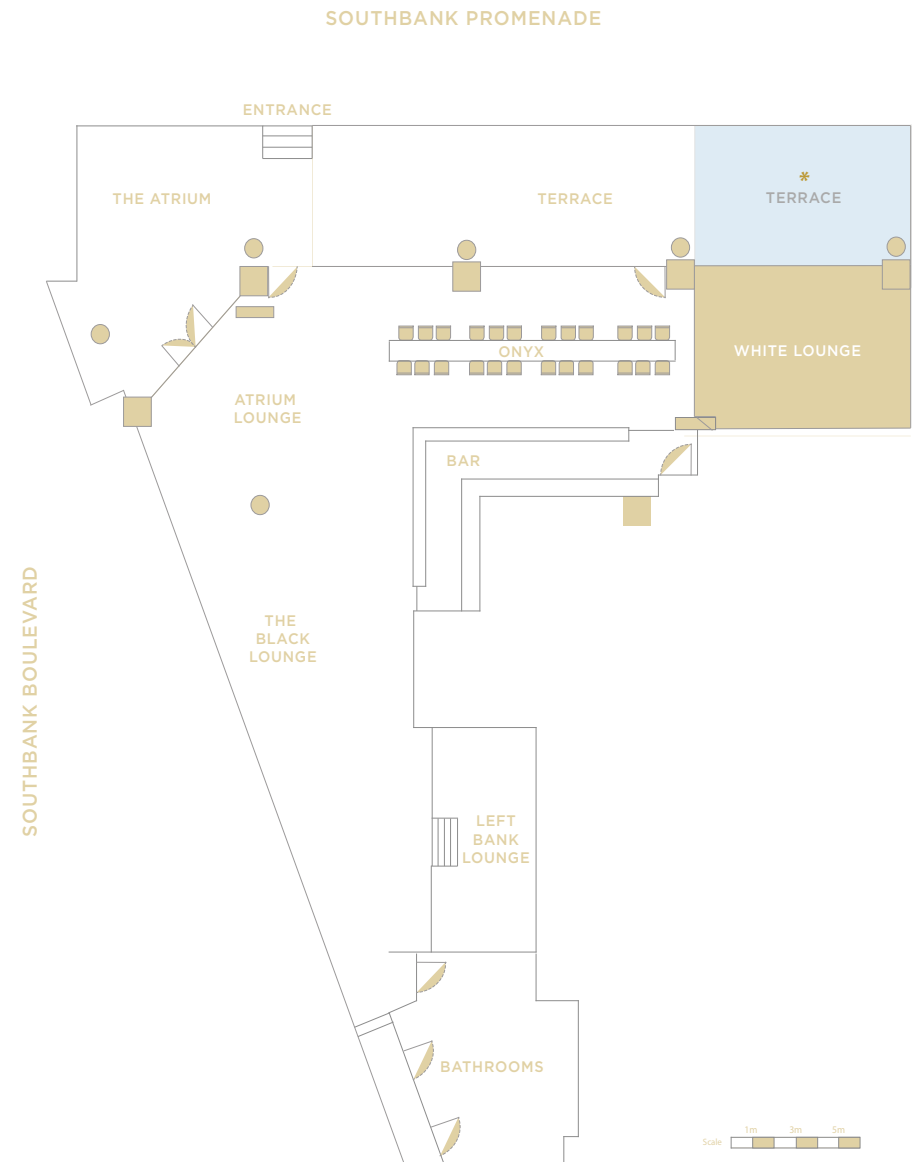 SOUTHBANK PROMENADE
ENTRANCE
THE ATRIUM
TERRACE
*
TERRACE
ONYX
WHITE LOUNGE
ATRIUM
LOUNGE
BAR
SOUTHBANK BOULEVARD
THE
BLACK
LOUNGE
LEFT
BANK
LOUNGE
BATHROOMS
Scale
1m 3m 5m